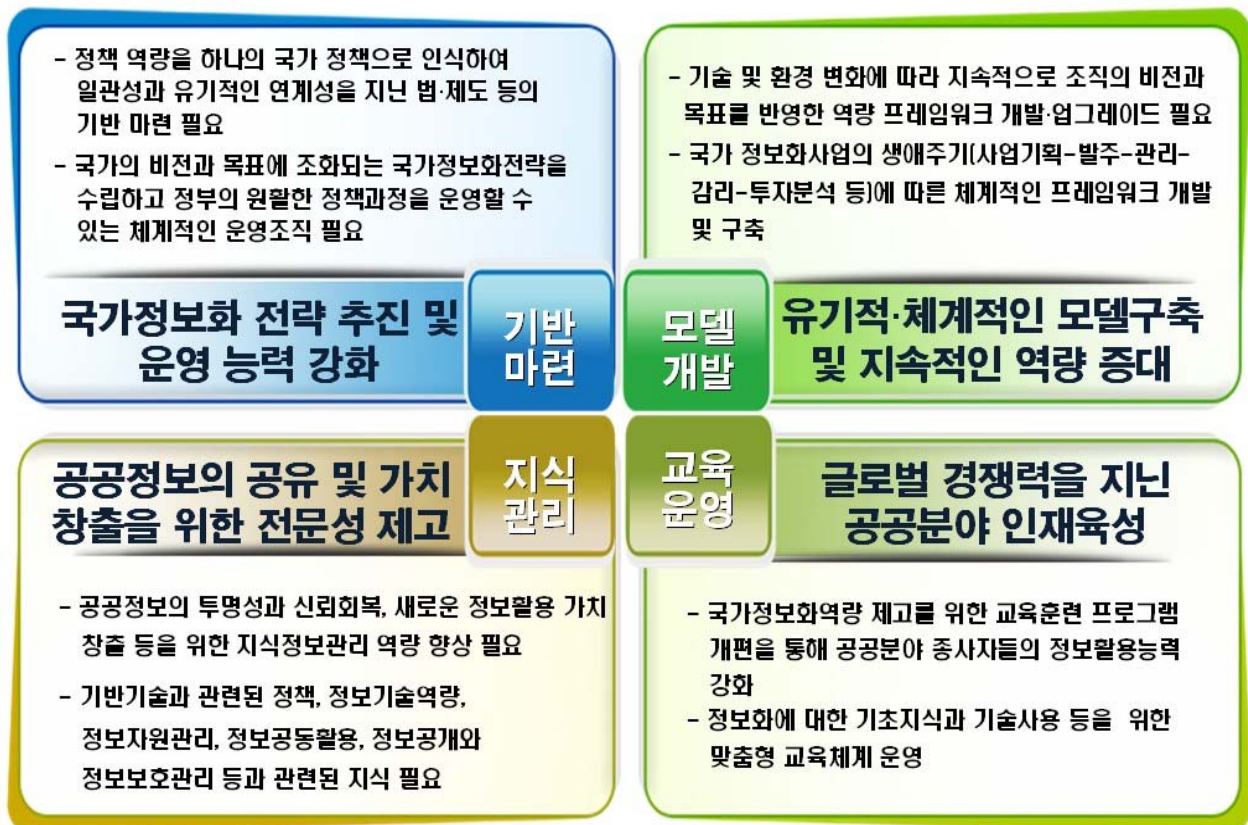 - 정책 역량을 하나의 국가 정책으로 인식하여
일관성과 유기적인 연계성을 지닌 법·제도 등의
기반 마련 필요
- 국가의 비전과 목표에 조화되는 국가정보화전략을
수립하고 정부의 원활한 정책과정을 운영할 수
있는 체계적인 운영조직 필요
국가정보화 전략 추진 및
운영 능력 강화
기반
마련
- 기술 및 환경 변화에 따라 지속적으로 조직의 비전과
목표를 반영한 역량 프레임워크 개발·업그레이드 필요
- 국가 정보화사업의 생애주기(사업기획-발주-관리-
감리-투자분석 등)에 따른 체계적인 프레임워크 개발
및 구축
모델
개발
유기적·체계적인 모델구축
및 지속적인 역량 증대
공공정보의 공유 및 가치
창출을 위한 전문성 제고
지식
관리
- 공공정보의 투명성과 신뢰회복, 새로운 정보활용 가치
창출 등을 위한 지식정보관리 역량 향상 필요
- 기반기술과 관련된 정책, 정보기술역량,
정보자원관리, 정보공동활용, 정보공개와
정보보호관리 등과 관련된 지식 필요
교육
운영
글로벌 경쟁력을 지닌
공공분야 인재육성
- 국가정보화역량 제고를 위한 교육훈련 프로그램
개편을 통해 공공분야 종사자들의 정보활용능력
강화
- 정보화에 대한 기초지식과 기술사용 등을 위한
맞춤형 교육체계 운영